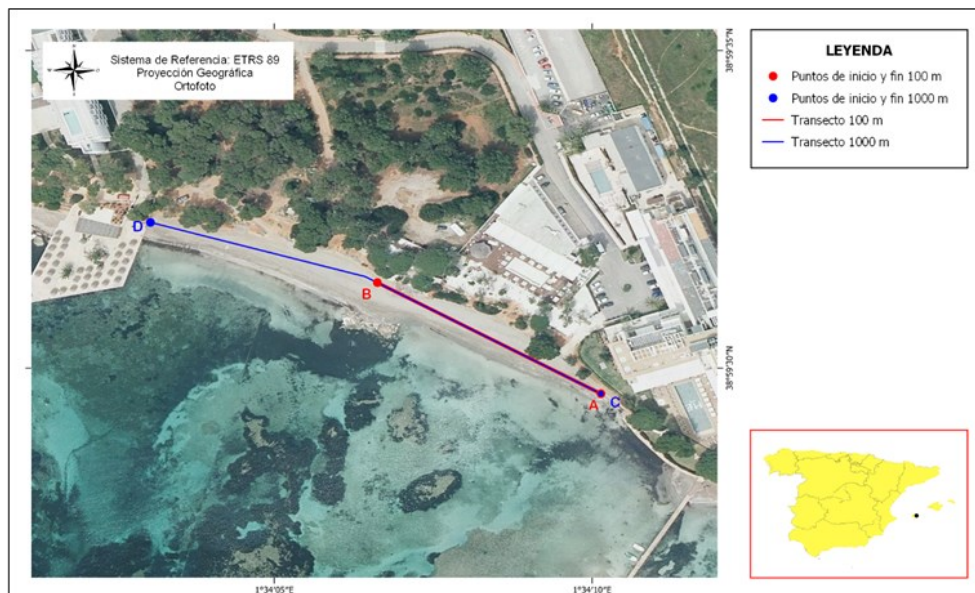 Sistema de Referencia: ETRS 89
Proyección Geográfica
Ortofoto
N
S
LEYENDA
Puntos de inicio y fin 100 m
Puntos de inicio y fin 1000 m
Transecto 100 m
Transecto 1000 m
38°59'35"N
D
B
38°59'30"N
A
C
1°34'05"
1°34'10"